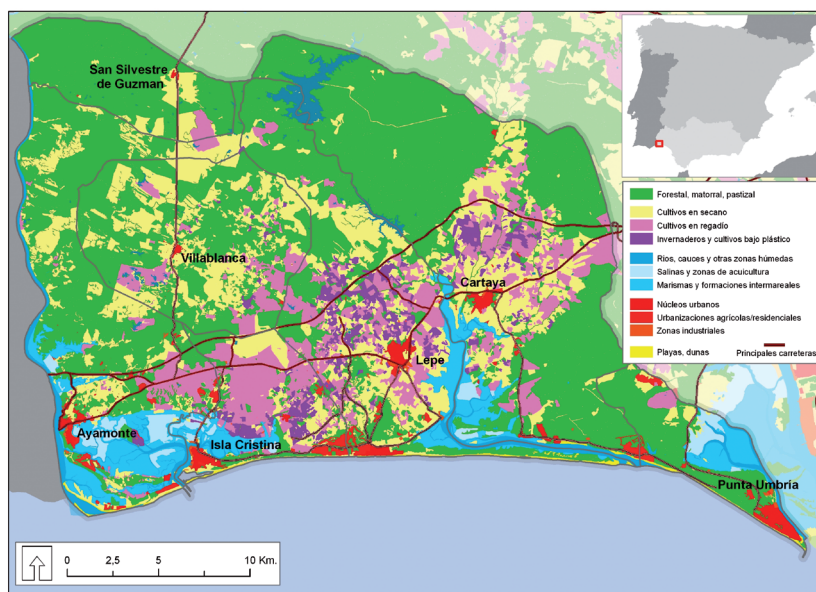 San Silvestre
de Guzman
Villablanca
Cartaya
Lepe
Ayamonte
Isla Cristina
Punta Umbria
Forestal, matorral, pastizal
Cultivos en secano
Cultivos en regadío
Invernaderos y cultivos bajo plástico
Rios, cauces y otras zonas húmedas
Salinas y zonas de acuicultura
Marismas y formaciones intermareales
Núcleos urbanos
Urbanizaciones agrícolas/residenciales
Zonas industriales
Playas, dunas
Principales carreteras
0 2,5 5 10 Km.